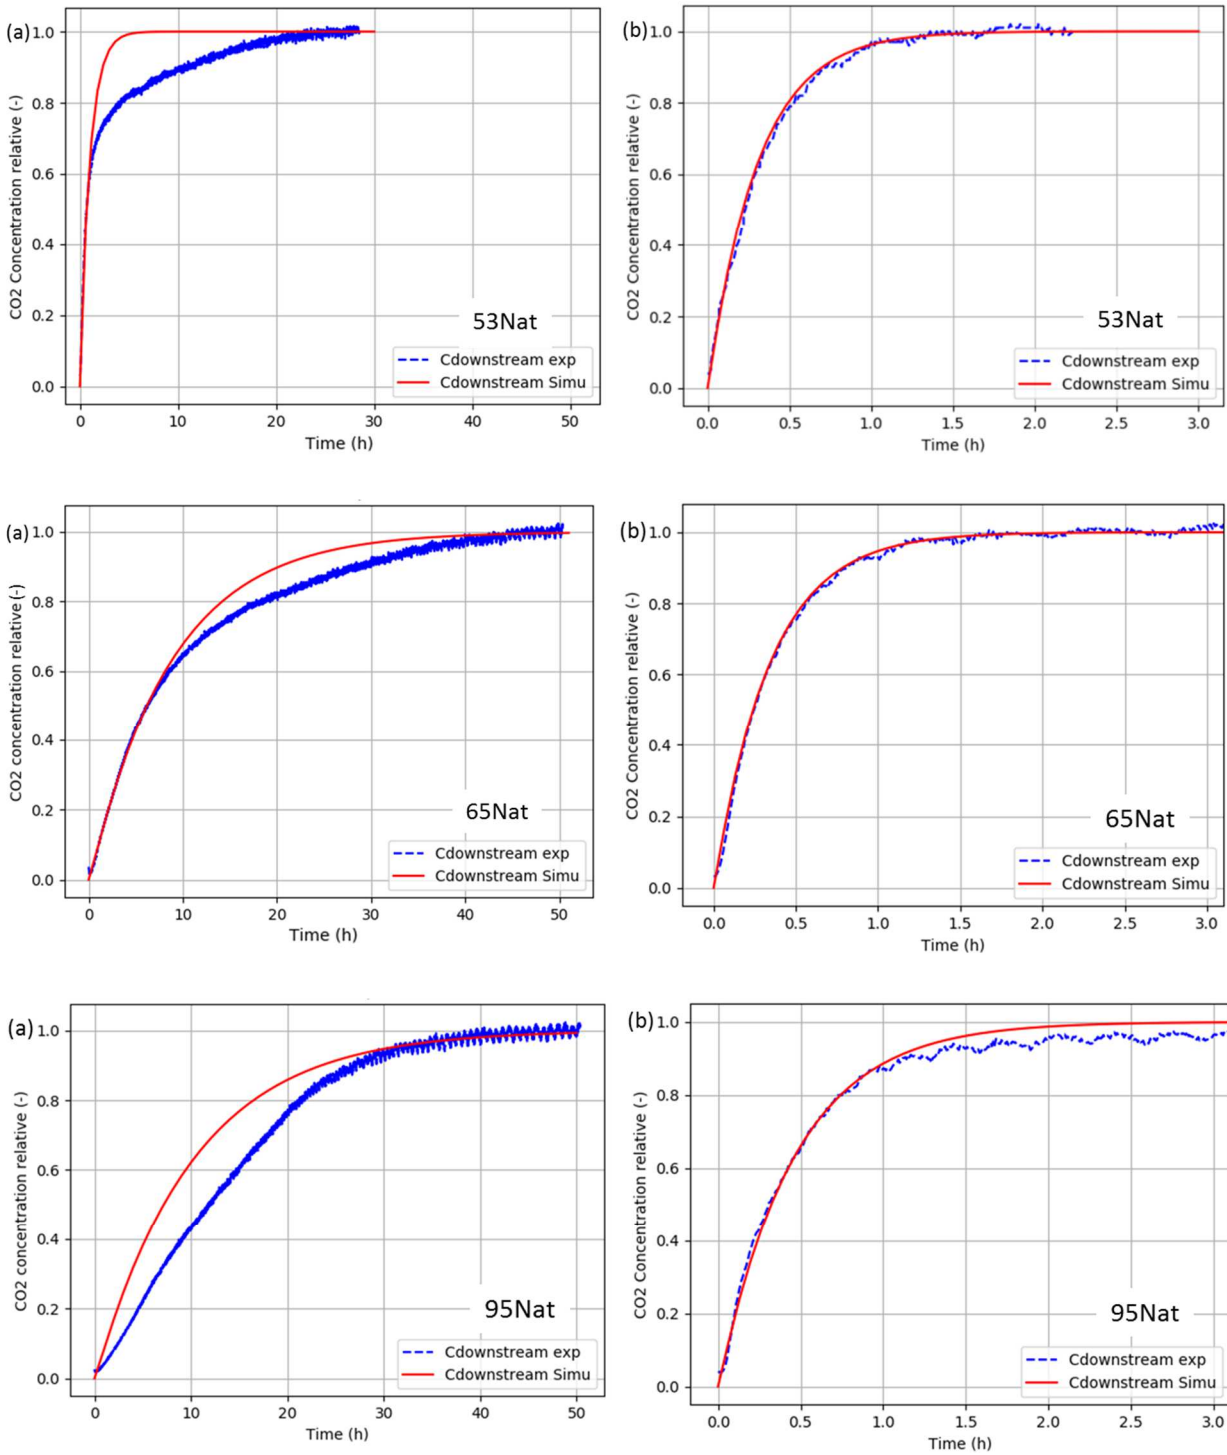 (a)
1.0
0.8
0.6
0.4
0.2
0.0
CO2 Concentration relative (-)
53Nat
Cdownstream exp
Cdownstream Simu
0 10 20 30 40 50
Time (h)
(b)
1.0
0.8
0.6
0.4
0.2
0.0
CO2 Concentration relative (-)
53Nat
Cdownstream exp
Cdownstream Simu
0.0 0.5 1.0 1.5 2.0 2.5 3.0
Time (h)
(a)
1.0
0.8
0.6
0.4
0.2
0.0
CO2 concentration relative (-)
65Nat
Cdownstream exp
Cdownstream Simu
0 10 20 30 40 50
Time (h)
(b)
1.0
0.8
0.6
0.4
0.2
0.0
CO2 Concentration relative (-)
65Nat
Cdownstream exp
Cdownstream Simu
0.0 0.5 1.0 1.5 2.0 2.5 3.0
Time (h)
(a)
1.0
0.8
0.6
0.4
0.2
0.0
CO2 concentration relative (-)
95Nat
Cdownstream exp
Cdownstream Simu
0 10 20 30 40 50
Time (h)
(b)
1.0
0.8
0.6
0.4
0.2
0.0
CO2 Concentration relative (-)
95Nat
Cdownstream exp
Cdownstream Simu
0.0 0.5 1.0 1.5 2.0 2.5 3.0
Time (h)